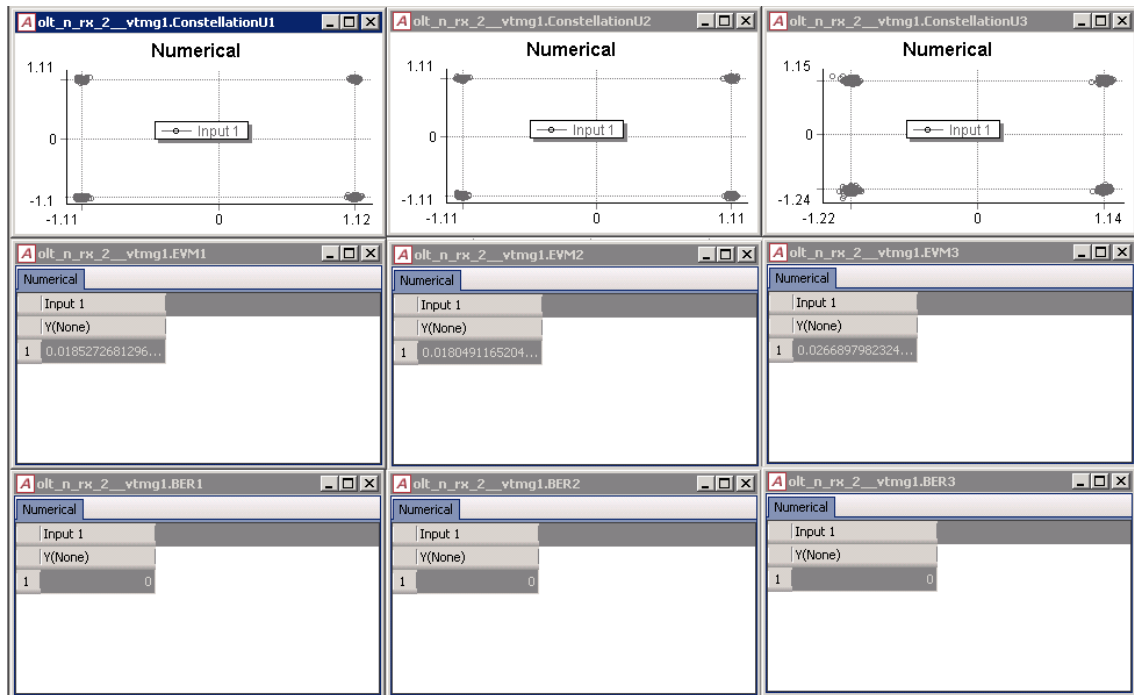 A olt_n_rx_2__vtmg1.ConstellationU1
Numerical
1.11
0
-1.1
-1.11
0
1.12
Input 1
A olt_n_rx_2__vtmg1.ConstellationU2
Numerical
1.11
0
-1.11
-1.11
0
1.11
Input 1
A olt_n_rx_2__vtmg1.ConstellationU3
Numerical
1.15
0
-1.24
-1.22
0
1.14
Input 1
A olt_n_rx_2__vtmg1.EVM1
Numerical
Input 1
Y(None)
1 0.0185272681296...
A olt_n_rx_2__vtmg1.EVM2
Numerical
Input 1
Y(None)
1 0.0180491165204...
A olt_n_rx_2__vtmg1.EVM3
Numerical
Input 1
Y(None)
1 0.0266897982324...
A olt_n_rx_2__vtmg1.BER1
Numerical
Input 1
Y(None)
1 0
A olt_n_rx_2__vtmg1.BER2
Numerical
Input 1
Y(None)
1 0
A olt_n_rx_2__vtmg1.BER3
Numerical
Input 1
Y(None)
1 0